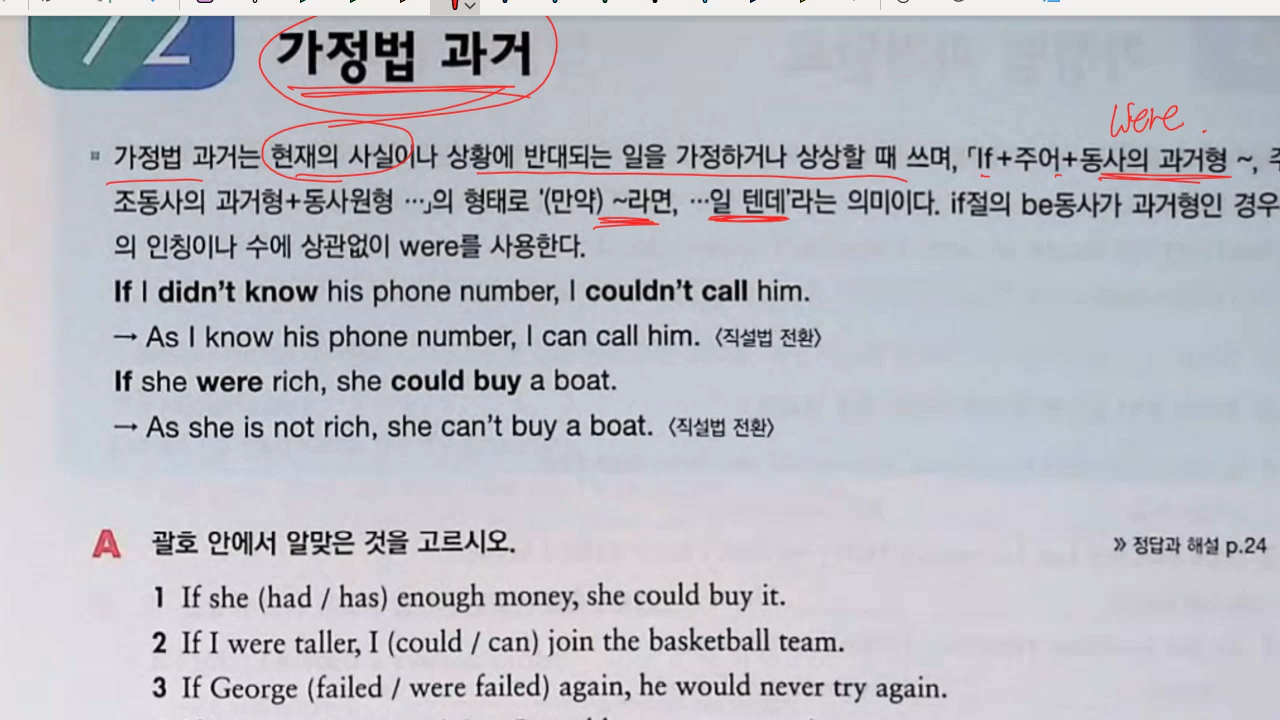 72
가정법 과거
were.
가정법 과거는 현재의 사실이나 상황에 반대되는 일을 가정하거나 상상할 때 쓰며, 「If+주어+동사의 과거형 ~,
조동사의 과거형+동사원형 …」의 형태로 '(만약) ~라면, …일 텐데'라는 의미이다. if절의 be동사가 과거형인 경우
의 인칭이나 수에 상관없이 were를 사용한다.
If I didn't know his phone number, I couldn't call him.
→ As I know his phone number, I can call him. 〈직설법 전환〉
If she were rich, she could buy a boat.
→ As she is not rich, she can't buy a boat. 〈직설법 전환〉
A 괄호 안에서 알맞은 것을 고르시오. » 정답과 해설 p.24
1 If she (had / has) enough money, she could buy it.
2 If I were taller, I (could / can) join the basketball team.
3 If George (failed / were failed) again, he would never try again.